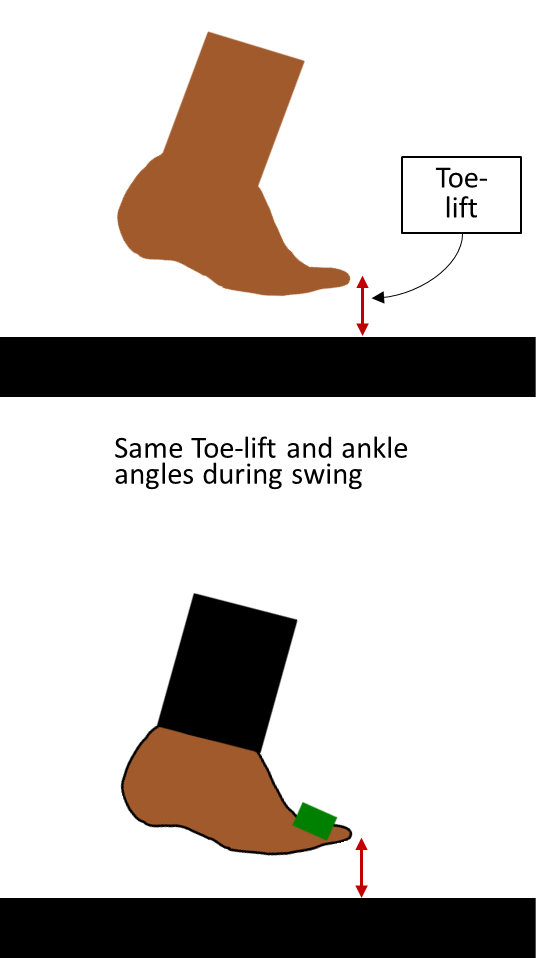 Toe-
lift
Same Toe-lift and ankle
angles during swing